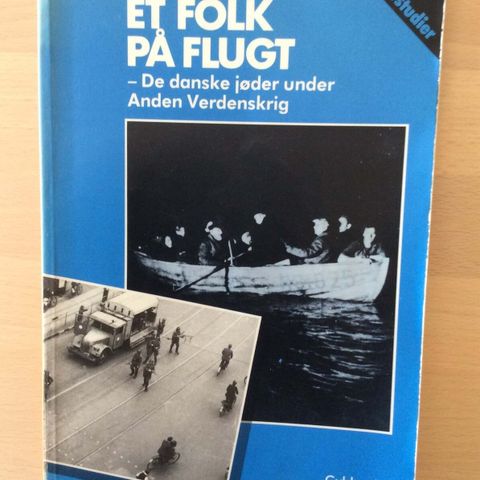 ET FOLK
PÅ FLUGT
– De danske jøder under
Anden Verdenskrig
studier